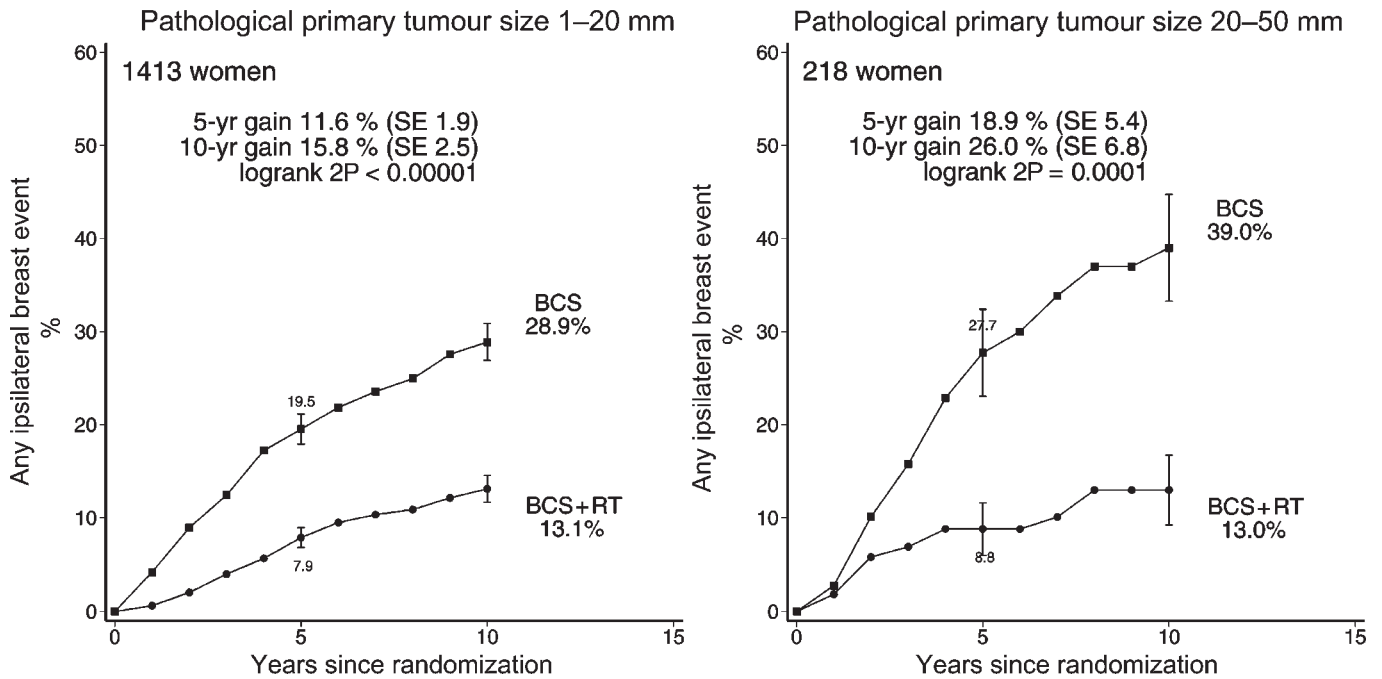 Pathological primary tumour size 1–20 mm
1413 women
5-yr gain 11.6 % (SE 1.9)
10-yr gain 15.8 % (SE 2.5)
logrank 2P < 0.00001
Any ipsilateral breast event
%
60
50
40
30
20
10
0
BCS
28.9%
19.5
BCS+RT
13.1%
7.9
0 5 10 15
Years since randomization
Pathological primary tumour size 20–50 mm
218 women
5-yr gain 18.9 % (SE 5.4)
10-yr gain 26.0 % (SE 6.8)
logrank 2P = 0.0001
Any ipsilateral breast event
%
60
50
40
30
20
10
0
BCS
39.0%
27.7
BCS+RT
13.0%
8.8
0 5 10 15
Years since randomization